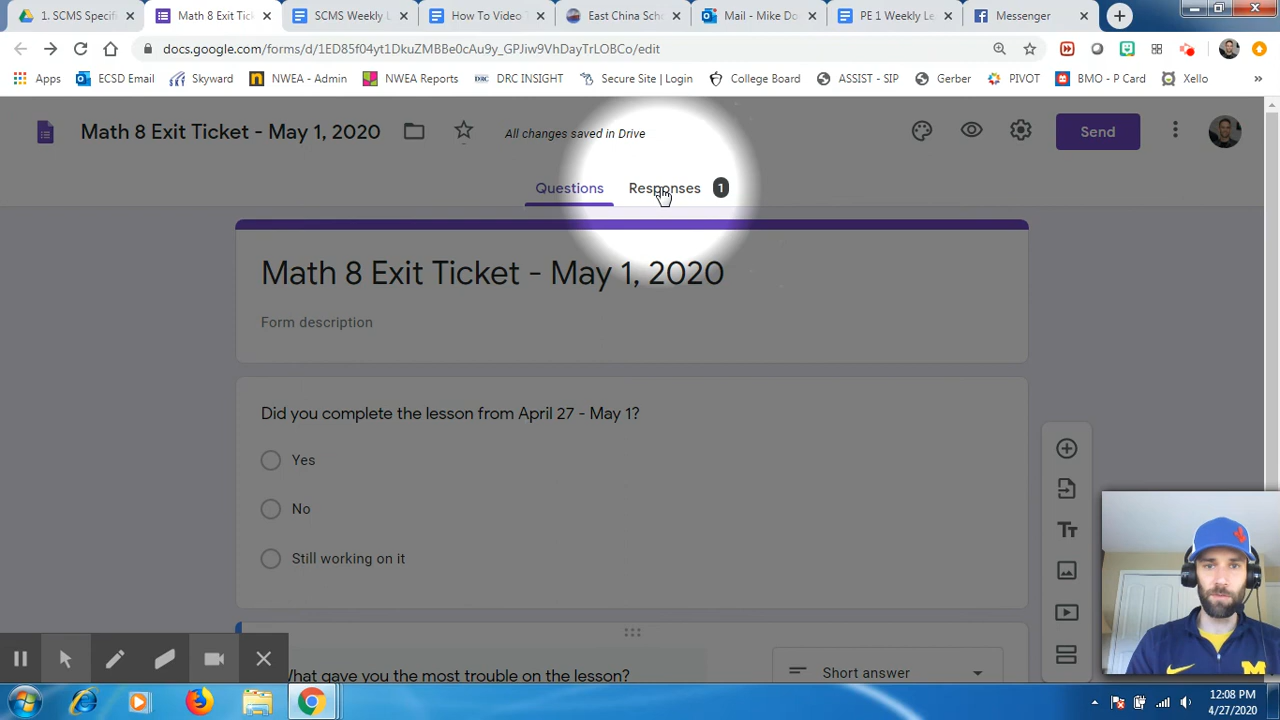 1. SCMS Specifi
Math 8 Exit Tick
SCMS Weekly L
How To Video T
East China Scho
Mail - Mike Do
PE 1 Weekly Le
Messenger
docs.google.com/forms/d/1ED85f04yt1DkuZMBBe0cAu9y_GPJiw9VhDayTrLOBCo/edit
Apps
ECSD Email
Skyward
NWEA - Admin
NWEA Reports
DRC INSIGHT
Secure Site | Login
College Board
ASSIST - SIP
Gerber
PIVOT
BMO - P Card
Xello
»
Math 8 Exit Ticket - May 1, 2020
All changes saved in Drive
Send
Questions
Responses 1
Math 8 Exit Ticket - May 1, 2020
Form description
Did you complete the lesson from April 27 - May 1?
Yes
No
Still working on it
What gave you the most trouble on the lesson?
Short answer
12:08 PM
4/27/2020